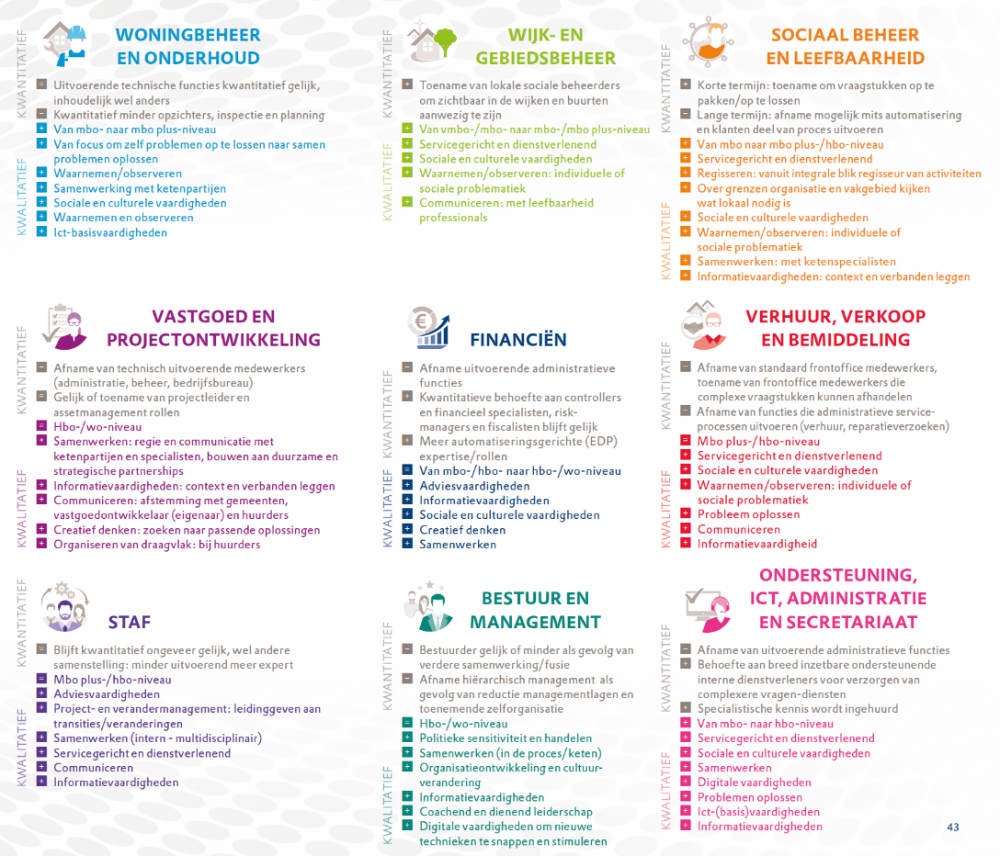 WONINGBEHEER
EN ONDERHOUD
KWANTITATIEF
KWALITATIEF
= Uitvoerende technische functies kwantitatief gelijk,
inhoudelijk wel anders
− Kwantitatief minder opzichters, inspectie en planning
+ Van mbo- naar mbo plus-niveau
+ Van focus om zelf problemen op te lossen naar samen
problemen oplossen
+ Waarnemen/observeren
+ Samenwerking met ketenpartijen
+ Sociale en culturele vaardigheden
+ Waarnemen en observeren
+ Ict-basisvaardigheden
WIJK- EN
GEBIEDSBEHEER
KWANTITATIEF
KWALITATIEF
+ Toename van lokale sociale beheerders
om zichtbaar in de wijken en buurten
aanwezig te zijn
+ Van vmbo-/mbo- naar mbo-/mbo plus-niveau
+ Servicegericht en dienstverlenend
+ Sociale en culturele vaardigheden
+ Waarnemen/observeren: individuele of
sociale problematiek
+ Communiceren: met leefbaarheid
professionals
SOCIAAL BEHEER
EN LEEFBAARHEID
KWANTITATIEF
KWALITATIEF
+ Korte termijn: toename om vraagstukken op te
pakken/op te lossen
− Lange termijn: afname mogelijk mits automatisering
en klanten deel van proces uitvoeren
+ Van mbo naar mbo plus-/hbo-niveau
+ Servicegericht en dienstverlenend
+ Regisseren: vanuit integrale blik regisseur van activiteiten
+ Over grenzen organisatie en vakgebied kijken
wat lokaal nodig is
+ Sociale en culturele vaardigheden
+ Waarnemen/observeren: individuele of
sociale problematiek
+ Samenwerken: met ketenspecialisten
+ Informatievaardigheden: context en verbanden leggen
VASTGOED EN
PROJECTONTWIKKELING
KWANTITATIEF
KWALITATIEF
− Afname van technisch uitvoerende medewerkers
(administratie, beheer, bedrijfsbureau)
= Gelijk of toename van projectleider en
assetmanagement rollen
= Hbo-/wo-niveau
+ Samenwerken: regie en communicatie met
ketenpartijen en specialisten, bouwen aan duurzame en
strategische partnerships
+ Informatievaardigheden: context en verbanden leggen
+ Communiceren: afstemming met gemeenten,
vastgoedontwikkelaar (eigenaar) en huurders
+ Creatief denken: zoeken naar passende oplossingen
+ Organiseren van draagvlak: bij huurders
€
FINANCIËN
KWANTITATIEF
KWALITATIEF
− Afname uitvoerende administratieve
functies
+ Kwantitatieve behoefte aan controllers
en financieel specialisten, risk-
managers en fiscalisten blijft gelijk
+ Meer automatiseringsgerichte (EDP)
expertise/rollen
= Van mbo-/hbo- naar hbo-/wo-niveau
+ Adviesvaardigheden
+ Informatievaardigheden
+ Sociale en culturele vaardigheden
+ Creatief denken
+ Samenwerken
VERHUUR, VERKOOP
EN BEMIDDELING
KWANTITATIEF
KWALITATIEF
− Afname van standaard frontoffice medewerkers,
toename van frontoffice medewerkers die
complexe vraagstukken kunnen afhandelen
− Afname van functies die administratieve service-
processen uitvoeren (verhuur, reparatieverzoeken)
= Mbo plus-/hbo-niveau
+ Servicegericht en dienstverlenend
+ Sociale en culturele vaardigheden
+ Waarnemen/observeren: individuele of
sociale problematiek
+ Probleem oplossen
+ Communiceren
+ Informatievaardigheid
STAF
KWANTITATIEF
KWALITATIEF
= Blijft kwantitatief ongeveer gelijk, wel andere
samenstelling: minder uitvoerend meer expert
= Mbo plus-/hbo-niveau
+ Adviesvaardigheden
+ Project- en verandermanagement: leidinggeven aan
transities/veranderingen
+ Samenwerken (intern - multidisciplinair)
+ Servicegericht en dienstverlenend
+ Communiceren
+ Informatievaardigheden
BESTUUR EN
MANAGEMENT
KWANTITATIEF
KWALITATIEF
− Bestuurder gelijk of minder als gevolg van
verdere samenwerking/fusie
− Afname hiërarchisch management als
gevolg van reductie managementlagen en
toenemende zelforganisatie
= Hbo-/wo-niveau
+ Politieke sensitiviteit en handelen
+ Samenwerken (in de proces/keten)
+ Organisatieontwikkeling en cultuur-
verandering
+ Informatievaardigheden
+ Coachend en dienend leiderschap
+ Digitale vaardigheden om nieuwe
technieken te snappen en stimuleren
ONDERSTEUNING,
ICT, ADMINISTRATIE
EN SECRETARIAAT
KWANTITATIEF
KWALITATIEF
− Afname van uitvoerende administratieve functies
+ Behoefte aan breed inzetbare ondersteunende
interne dienstverleners voor verzorgen van
complexere vragen-diensten
+ Specialistische kennis wordt ingehuurd
+ Van mbo- naar hbo-niveau
+ Servicegericht en dienstverlenend
+ Sociale en culturele vaardigheden
+ Samenwerken
+ Digitale vaardigheden
+ Problemen oplossen
+ Ict-(basis)vaardigheden
+ Informatievaardigheden
43